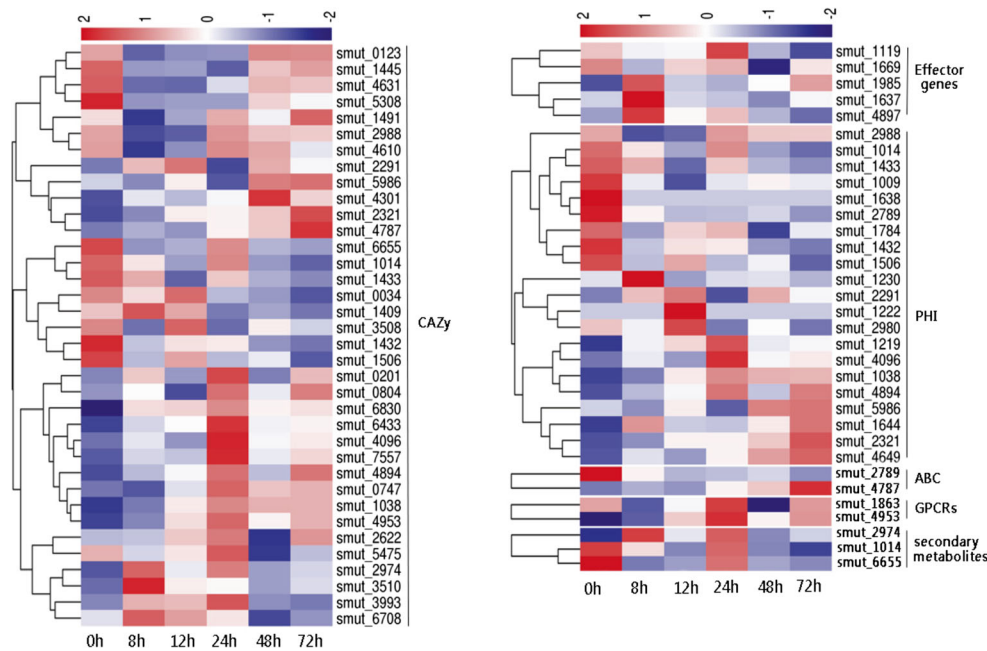 2 1 0 -1 -2
smut_0123
smut_1445
smut_4631
smut_5308
smut_1491
smut_2988
smut_4610
smut_2291
smut_5986
smut_4301
smut_2321
smut_4787
smut_6655
smut_1014
smut_1433
smut_0034
smut_1409
smut_3508
smut_1432
smut_1506
smut_0201
smut_0804
smut_6830
smut_6433
smut_4096
smut_7557
smut_4894
smut_0747
smut_1038
smut_4953
smut_2622
smut_5475
smut_2974
smut_3510
smut_3993
smut_6708
CAZy
0h 8h 12h 24h 48h 72h
2 1 0 -1 -2
smut_1119
smut_1669
smut_1985
smut_1637
smut_4897
Effector
genes
smut_2988
smut_1014
smut_1433
smut_1009
smut_1638
smut_2789
smut_1784
smut_1432
smut_1506
smut_1230
smut_2291
smut_1222
smut_2980
smut_1219
smut_4096
smut_1038
smut_4894
smut_5986
smut_1644
smut_2321
smut_4649
PHI
smut_2789
smut_4787
ABC
smut_1863
smut_4953
GPCRs
smut_2974
smut_1014
smut_6655
secondary
metabolites
0h 8h 12h 24h 48h 72h